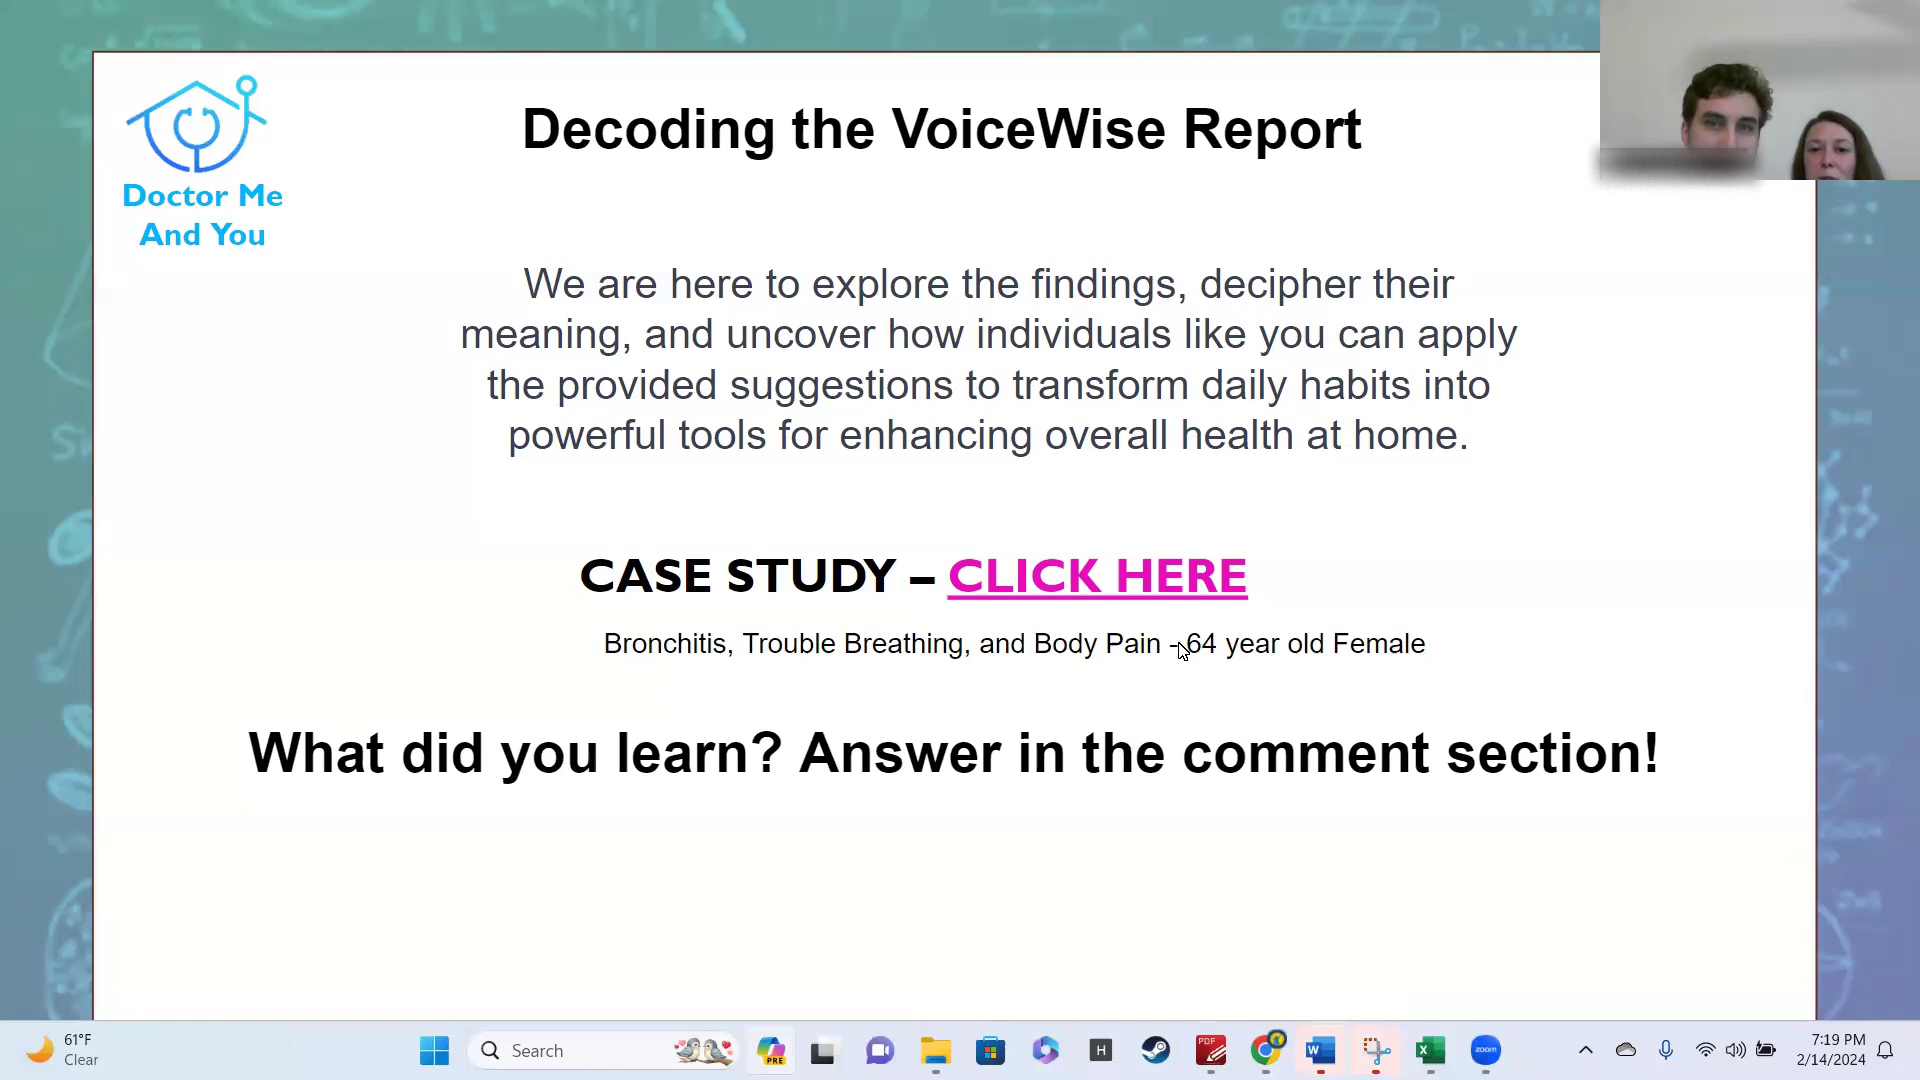 Doctor Me
And You
Decoding the VoiceWise Report
We are here to explore the findings, decipher their
meaning, and uncover how individuals like you can apply
the provided suggestions to transform daily habits into
powerful tools for enhancing overall health at home.
CASE STUDY – CLICK HERE
Bronchitis, Trouble Breathing, and Body Pain - 64 year old Female
What did you learn? Answer in the comment section!
61°F
Clear
Search
PRE
H
PDF
W
X
zoom
7:19 PM
2/14/2024